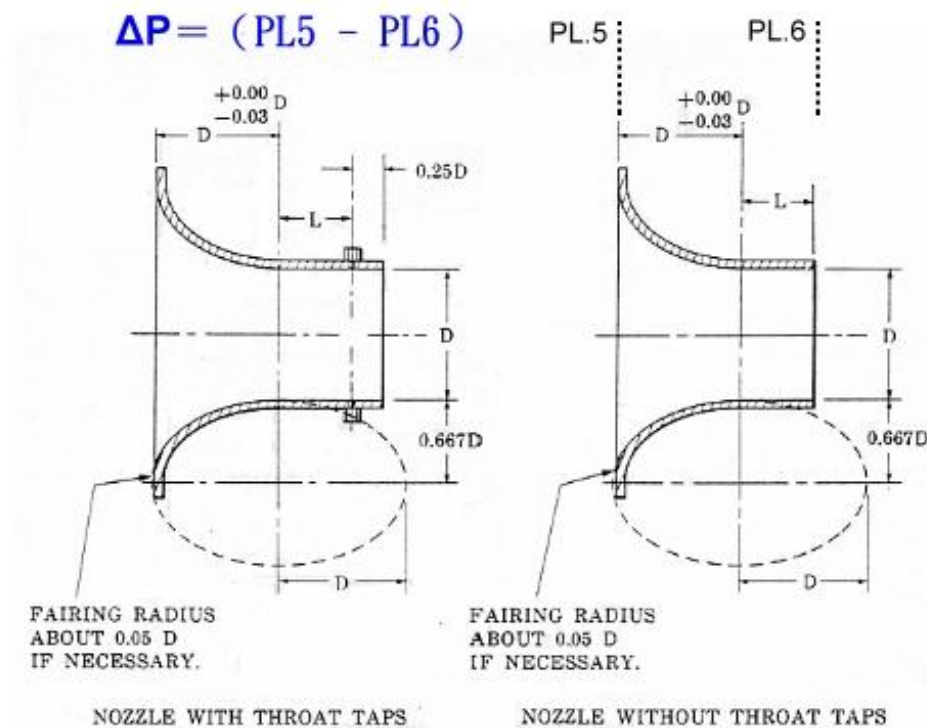 ΔP = （PL5 - PL6）
PL.5
PL.6
+0.00
-0.03
D
D
0.25D
L
D
0.667D
D
FAIRING RADIUS
ABOUT 0.05 D
IF NECESSARY.
NOZZLE WITH THROAT TAPS
+0.00
-0.03
D
D
L
D
0.667D
D
FAIRING RADIUS
ABOUT 0.05 D
IF NECESSARY.
NOZZLE WITHOUT THROAT TAPS